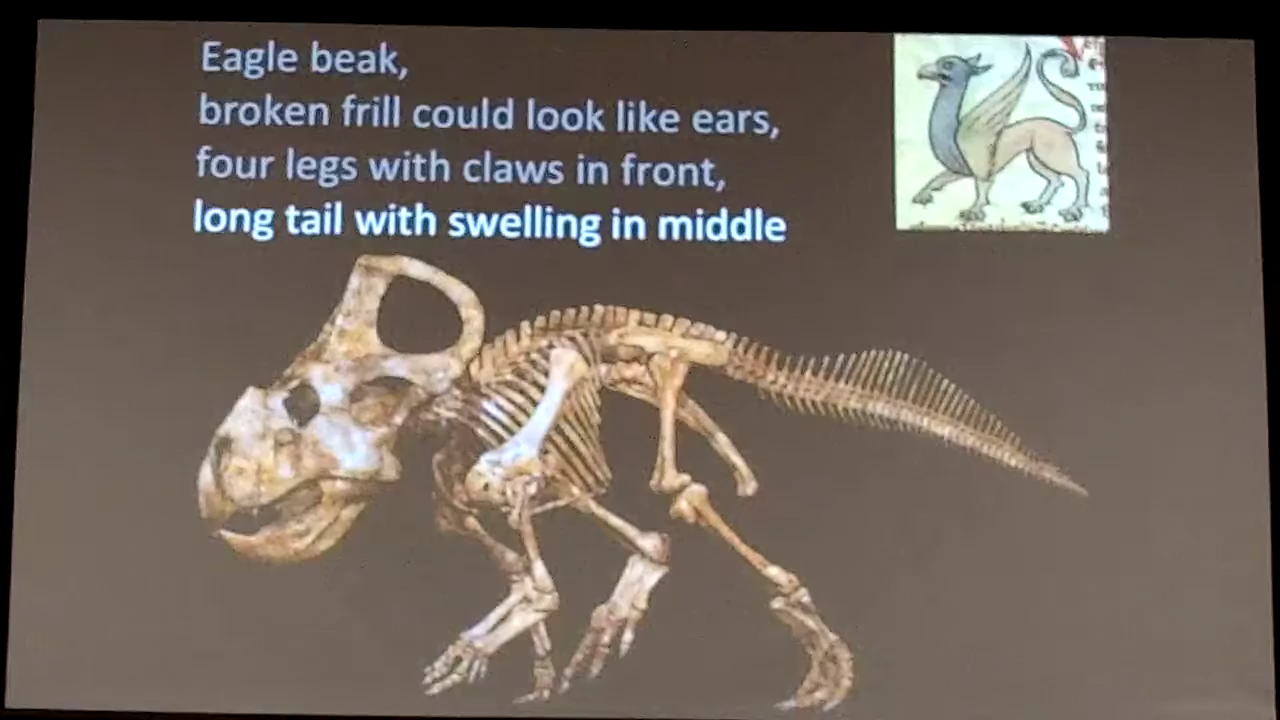 Eagle beak,
broken frill could look like ears,
four legs with claws in front,
long tail with swelling in middle